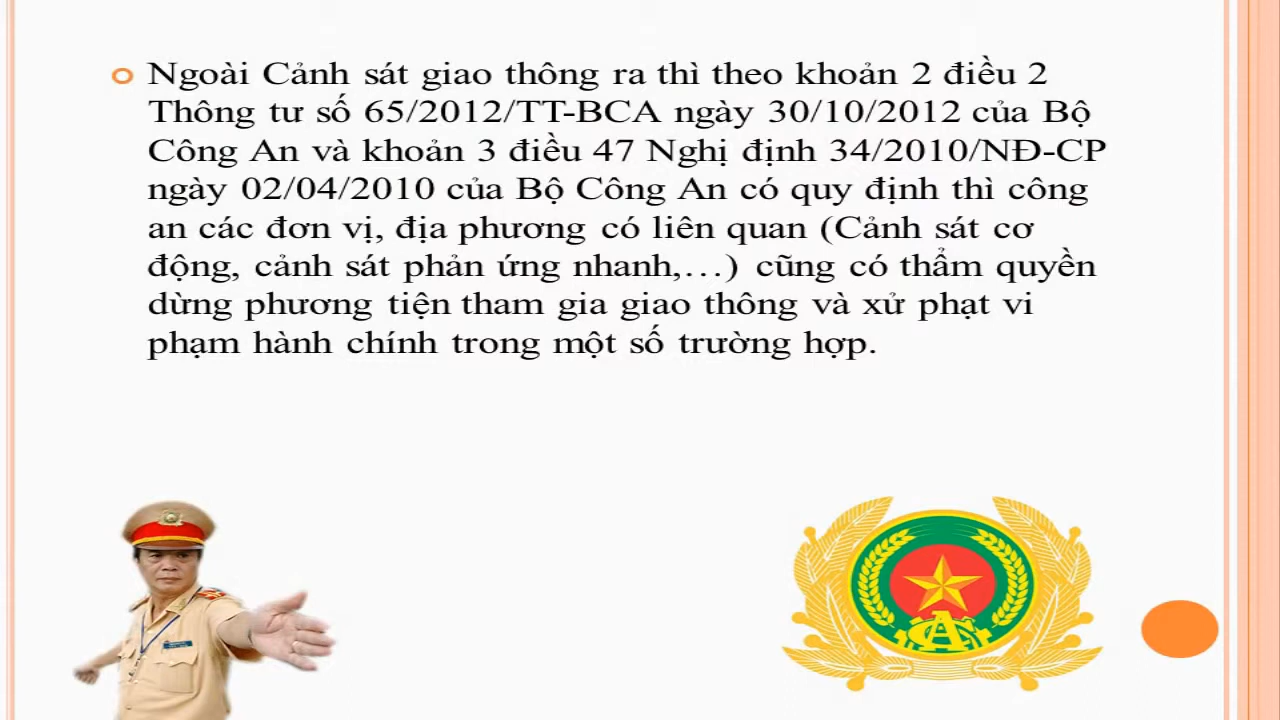 Ngoài Cảnh sát giao thông ra thì theo khoản 2 điều 2
Thông tư số 65/2012/TT-BCA ngày 30/10/2012 của Bộ
Công An và khoản 3 điều 47 Nghị định 34/2010/NĐ-CP
ngày 02/04/2010 của Bộ Công An có quy định thì công
an các đơn vị, địa phương có liên quan (Cảnh sát cơ
động, cảnh sát phản ứng nhanh,…) cũng có thẩm quyền
dừng phương tiện tham gia giao thông và xử phạt vi
phạm hành chính trong một số trường hợp.